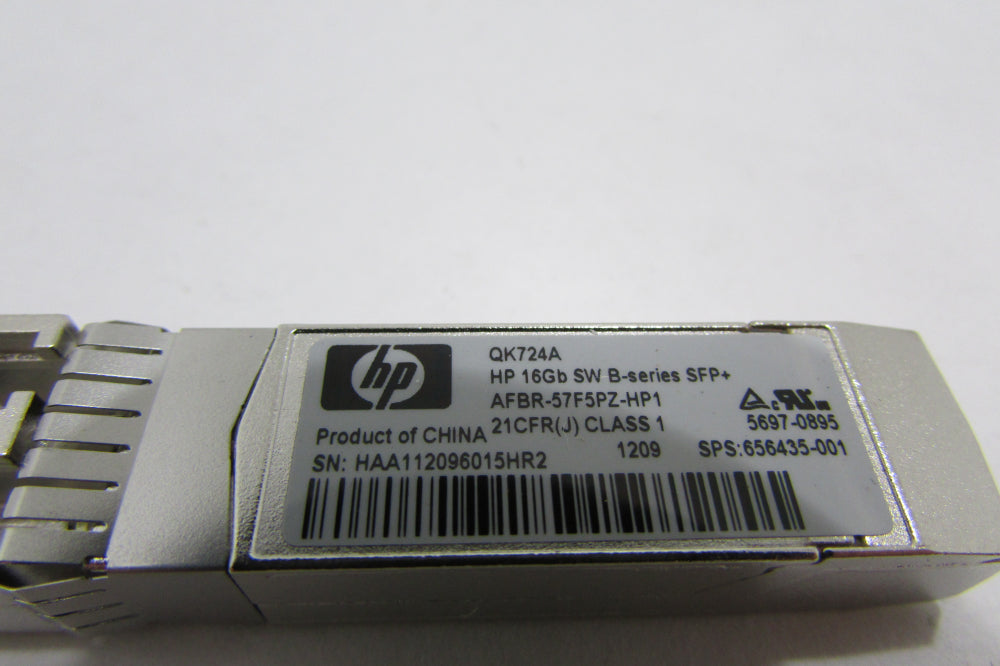 hp
QK724A
HP 16Gb SW B-series SFP+
AFBR-57F5PZ-HP1
21CFR(J) CLASS 1
5697-0895
Product of CHINA
1209
SPS:656435-001
SN: HAA112096015HR2